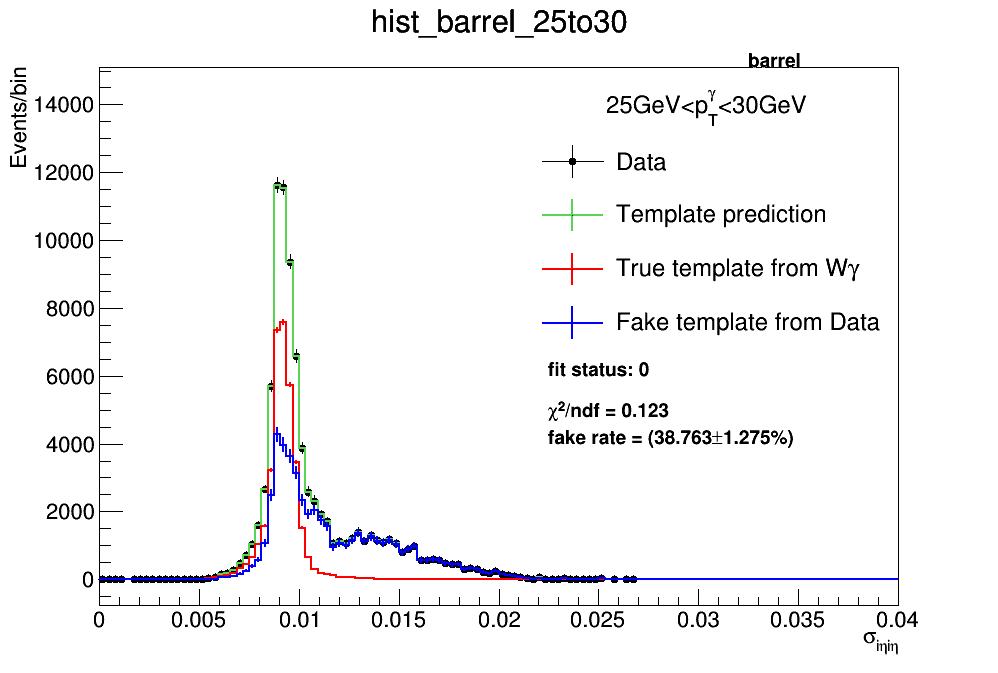 hist_barrel_25to30
barrel
Events/bin
25GeV<p_T^γ<30GeV
Data
Template prediction
True template from Wγ
Fake template from Data
fit status: 0
χ²/ndf = 0.123
fake rate = (38.763±1.275%)
14000
12000
10000
8000
6000
4000
2000
0
0 0.005 0.01 0.015 0.02 0.025 0.03 0.035 0.04
σ_iηiη